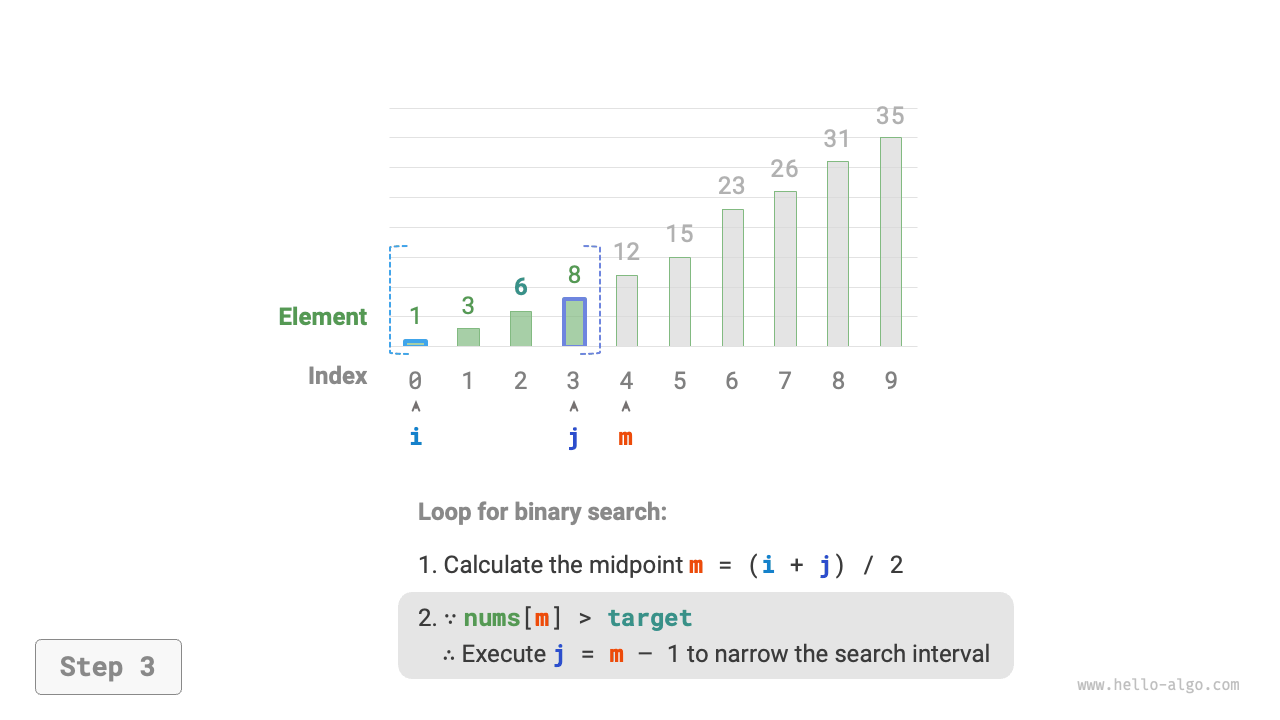 35
31
26
23
15
12
8
6
3
1
Element
Index 0 1 2 3 4 5 6 7 8 9
i j m
Loop for binary search:
1. Calculate the midpoint m = (i + j) / 2
2. ∵ nums[m] > target
∴ Execute j = m − 1 to narrow the search interval
Step 3
www.hello-algo.com